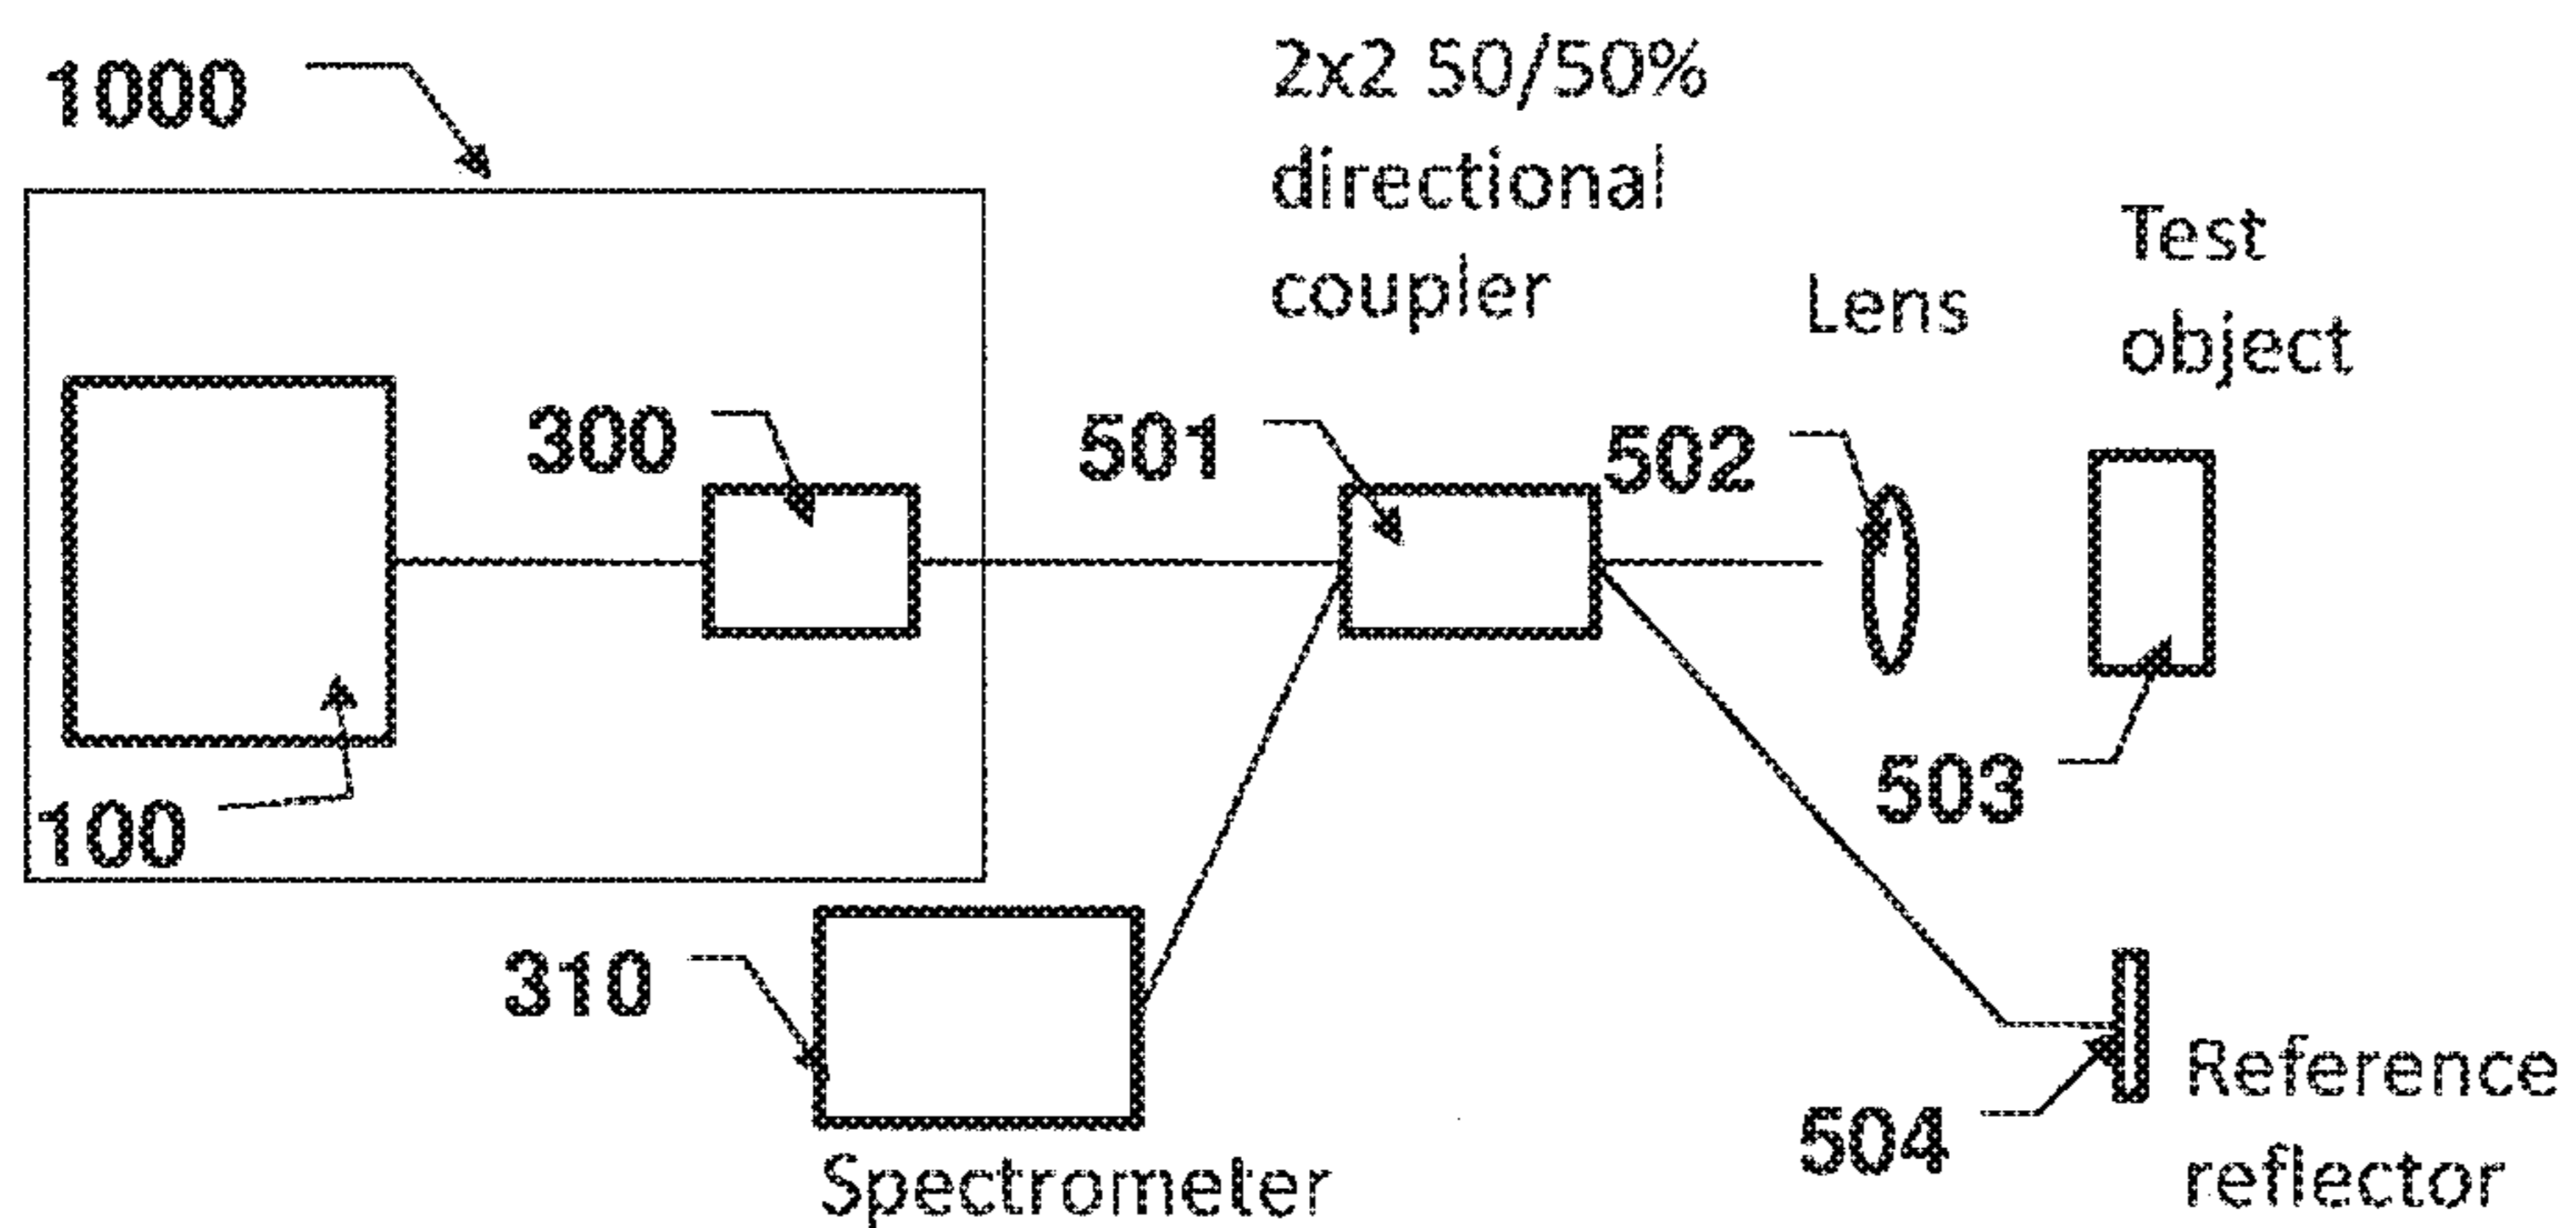 1000
2x2 50/50%
directional
coupler
Test
object
Lens
300
501
502
503
100
310
504
Reference
reflector
Spectrometer